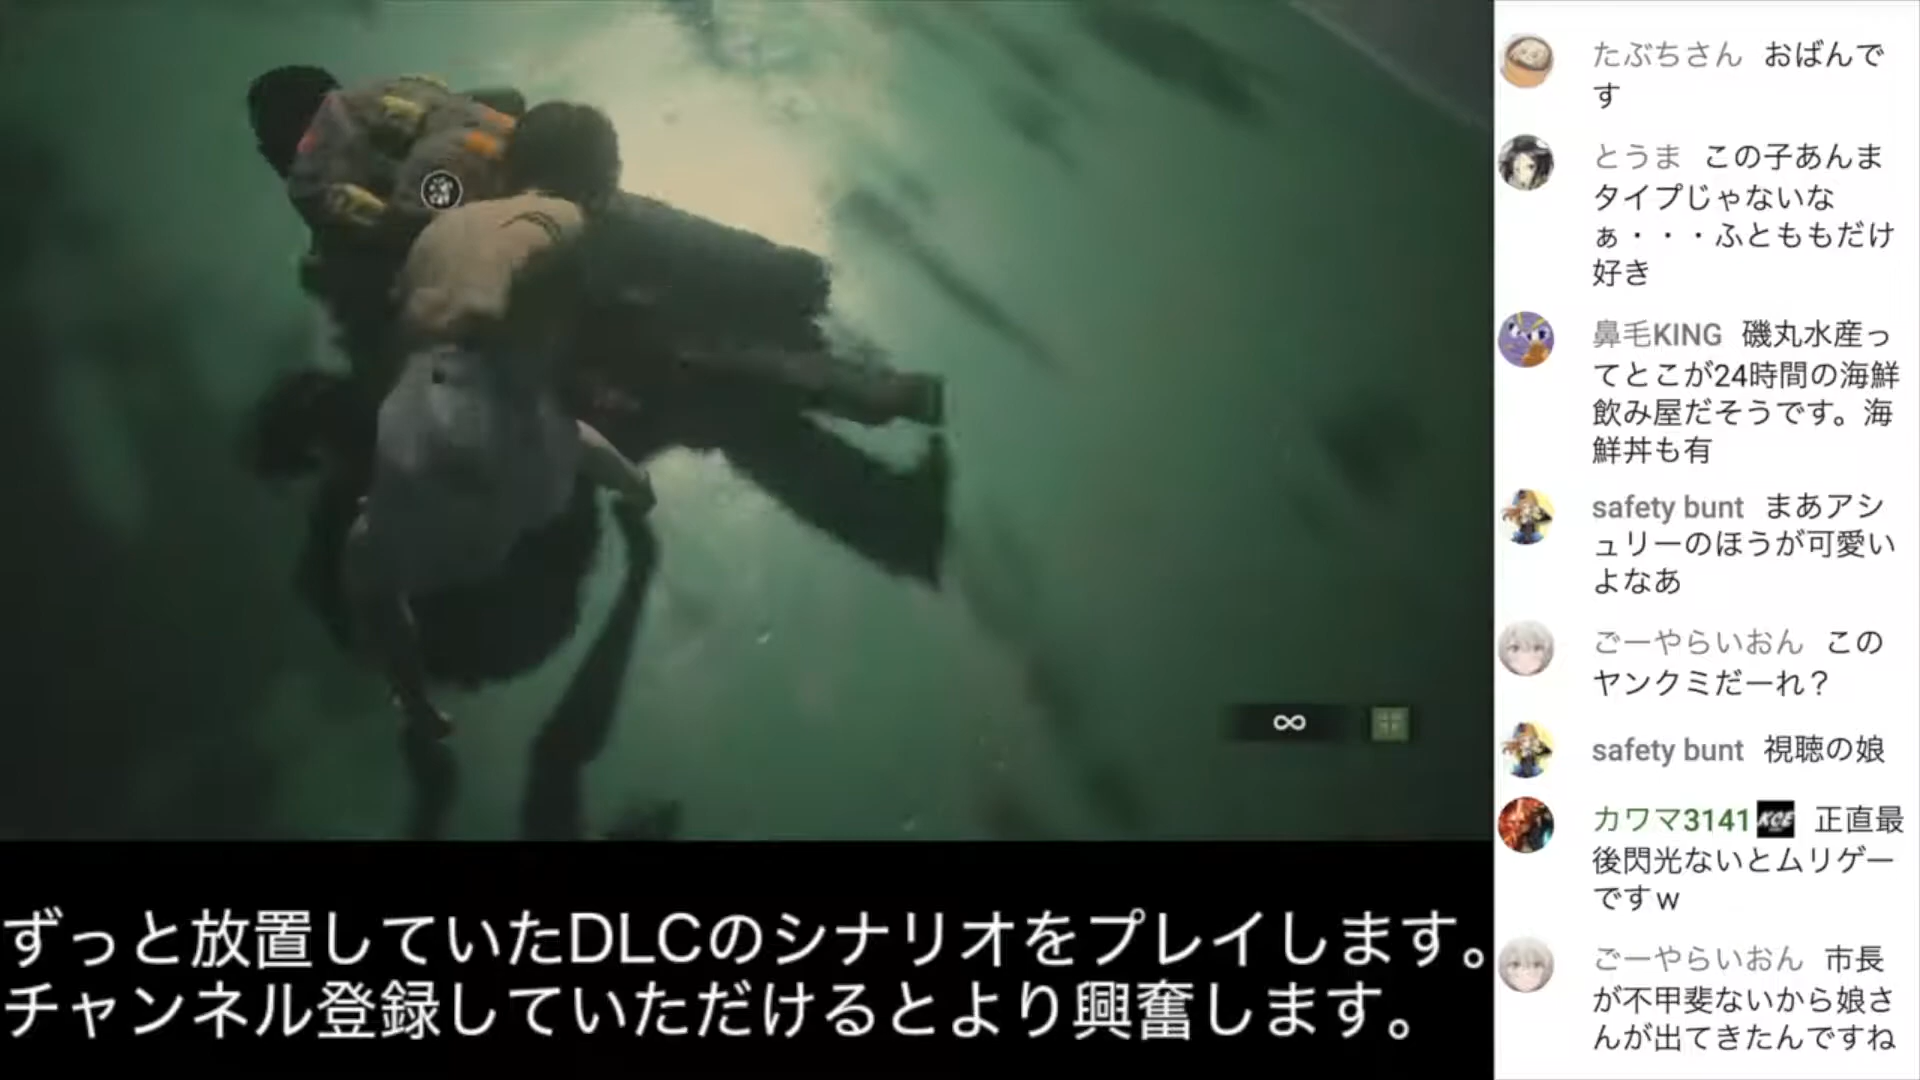 ∞
ずっと放置していたDLCのシナリオをプレイします。
チャンネル登録していただけるとより興奮します。
たぶちさん おばんで
す
とうま この子あんま
タイプじゃないな
ぁ・・・ふとももだけ
好き
鼻毛KING 磯丸水産っ
てとこが24時間の海鮮
飲み屋だそうです。海
鮮丼も有
safety bunt まあアシ
ュリーのほうが可愛い
よなあ
ごーやらいおん この
ヤンクミだーれ？
safety bunt 視聴の娘
カワマ3141 KCE 正直最
後閃光ないとムリゲー
ですｗ
ごーやらいおん 市長
が不甲斐ないから娘さ
んが出てきたんですね